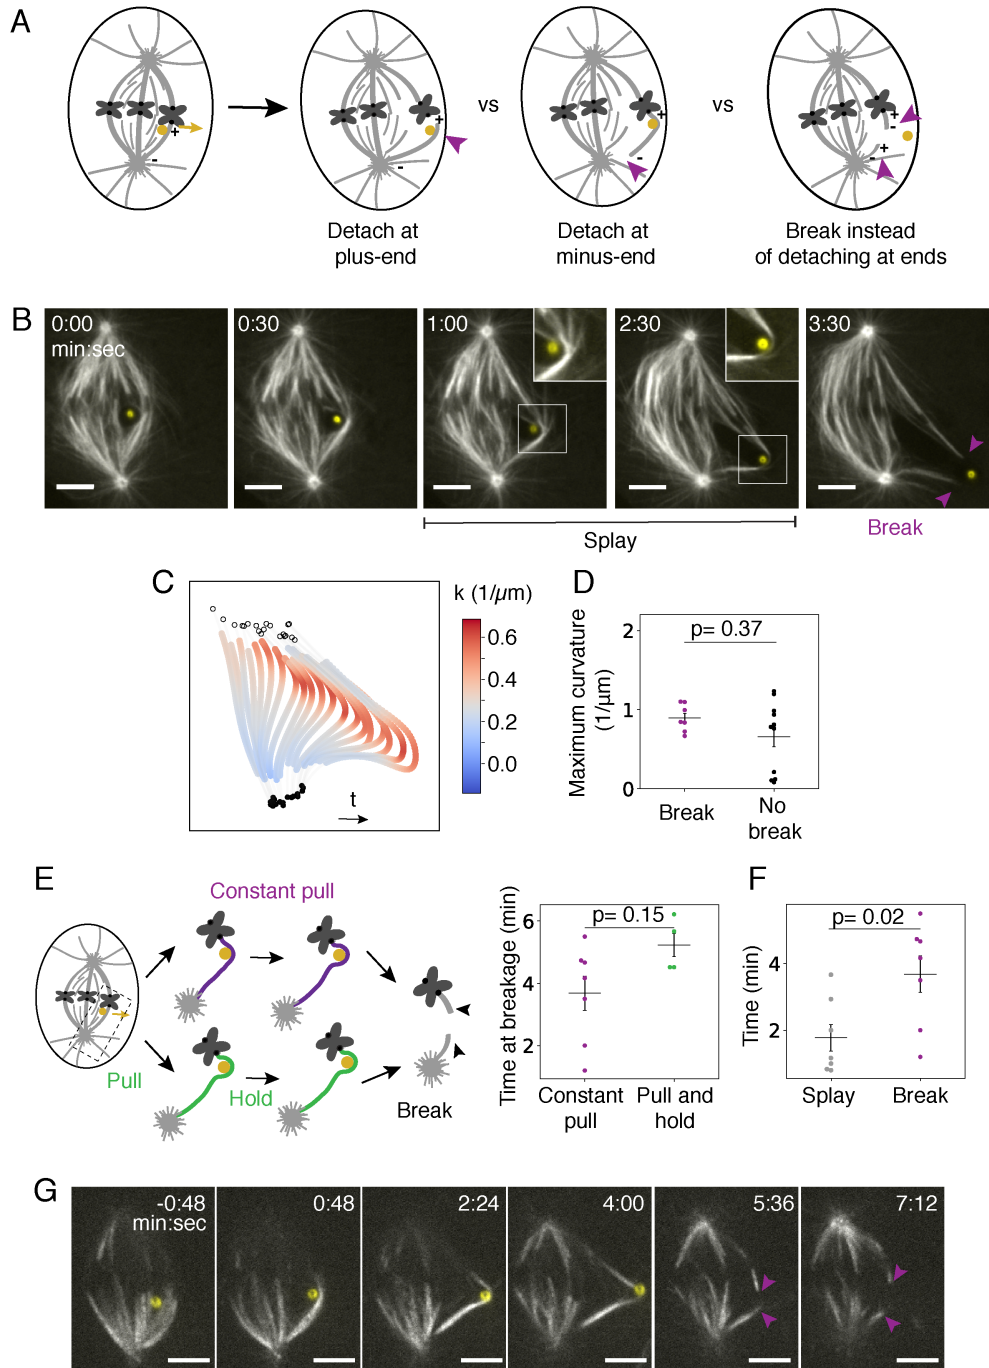 A
+
-
+
-
vs
+
-
vs
+
-
+
-
Detach at
plus-end
Detach at
minus-end
Break instead
of detaching at ends
B
0:00
min:sec
0:30
1:00
2:30
3:30
Splay
Break
C
k (1/µm)
0.6
0.4
0.2
0.0
t
D
Maximum curvature
(1/µm)
2
1
0
p= 0.37
Break
No
break
E
Constant pull
Pull
Hold
Break
Time at breakage (min)
6
4
2
p= 0.15
Constant
pull
Pull and
hold
F
Time (min)
4
2
p= 0.02
Splay
Break
G
-0:48
min:sec
0:48
2:24
4:00
5:36
7:12